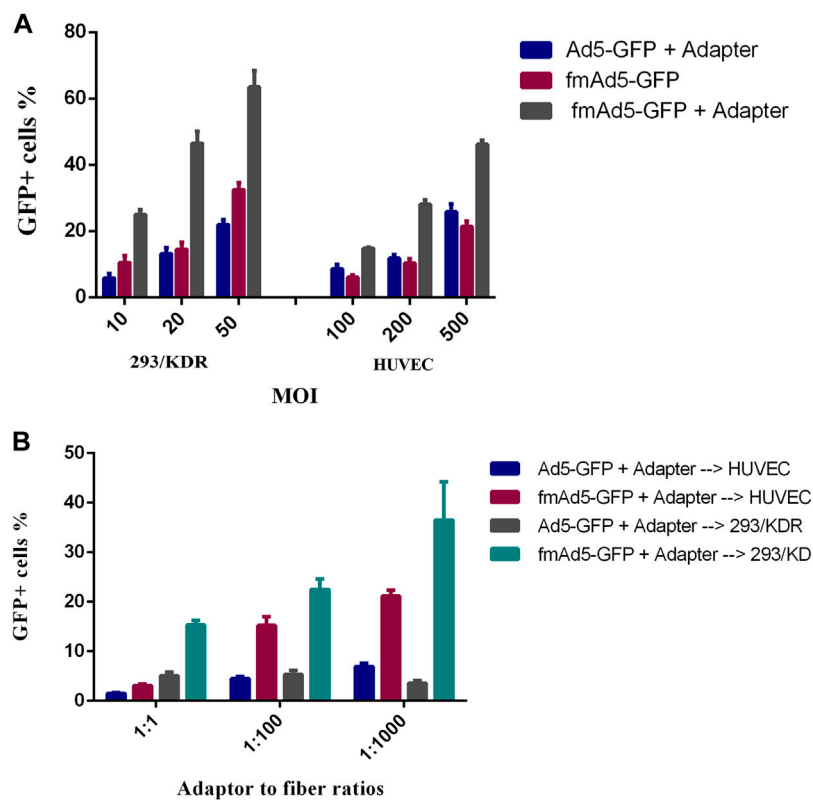 A
80
60
40
20
0
GFP+ cells %
10
20
50
100
200
500
293/KDR
HUVEC
MOI
Ad5-GFP + Adapter
fmAd5-GFP
fmAd5-GFP + Adapter
B
50
40
30
20
10
0
GFP+ cells %
1:1
1:100
1:1000
Adaptor to fiber ratios
Ad5-GFP + Adapter --> HUVEC
fmAd5-GFP + Adapter --> HUVEC
Ad5-GFP + Adapter --> 293/KDR
fmAd5-GFP + Adapter --> 293/KD